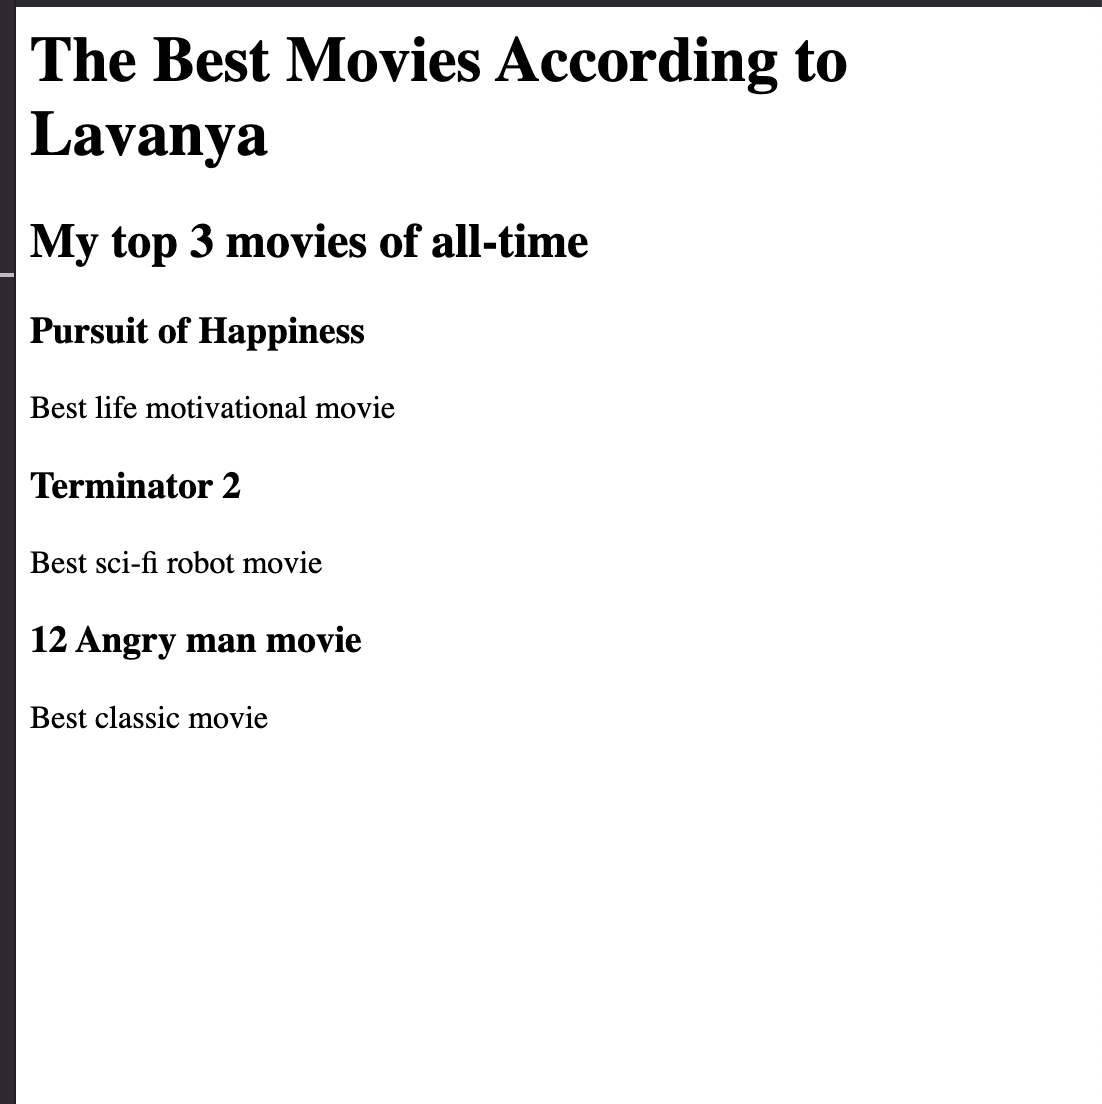 The Best Movies According to
Lavanya
My top 3 movies of all-time
Pursuit of Happiness
Best life motivational movie
Terminator 2
Best sci-fi robot movie
12 Angry man movie
Best classic movie